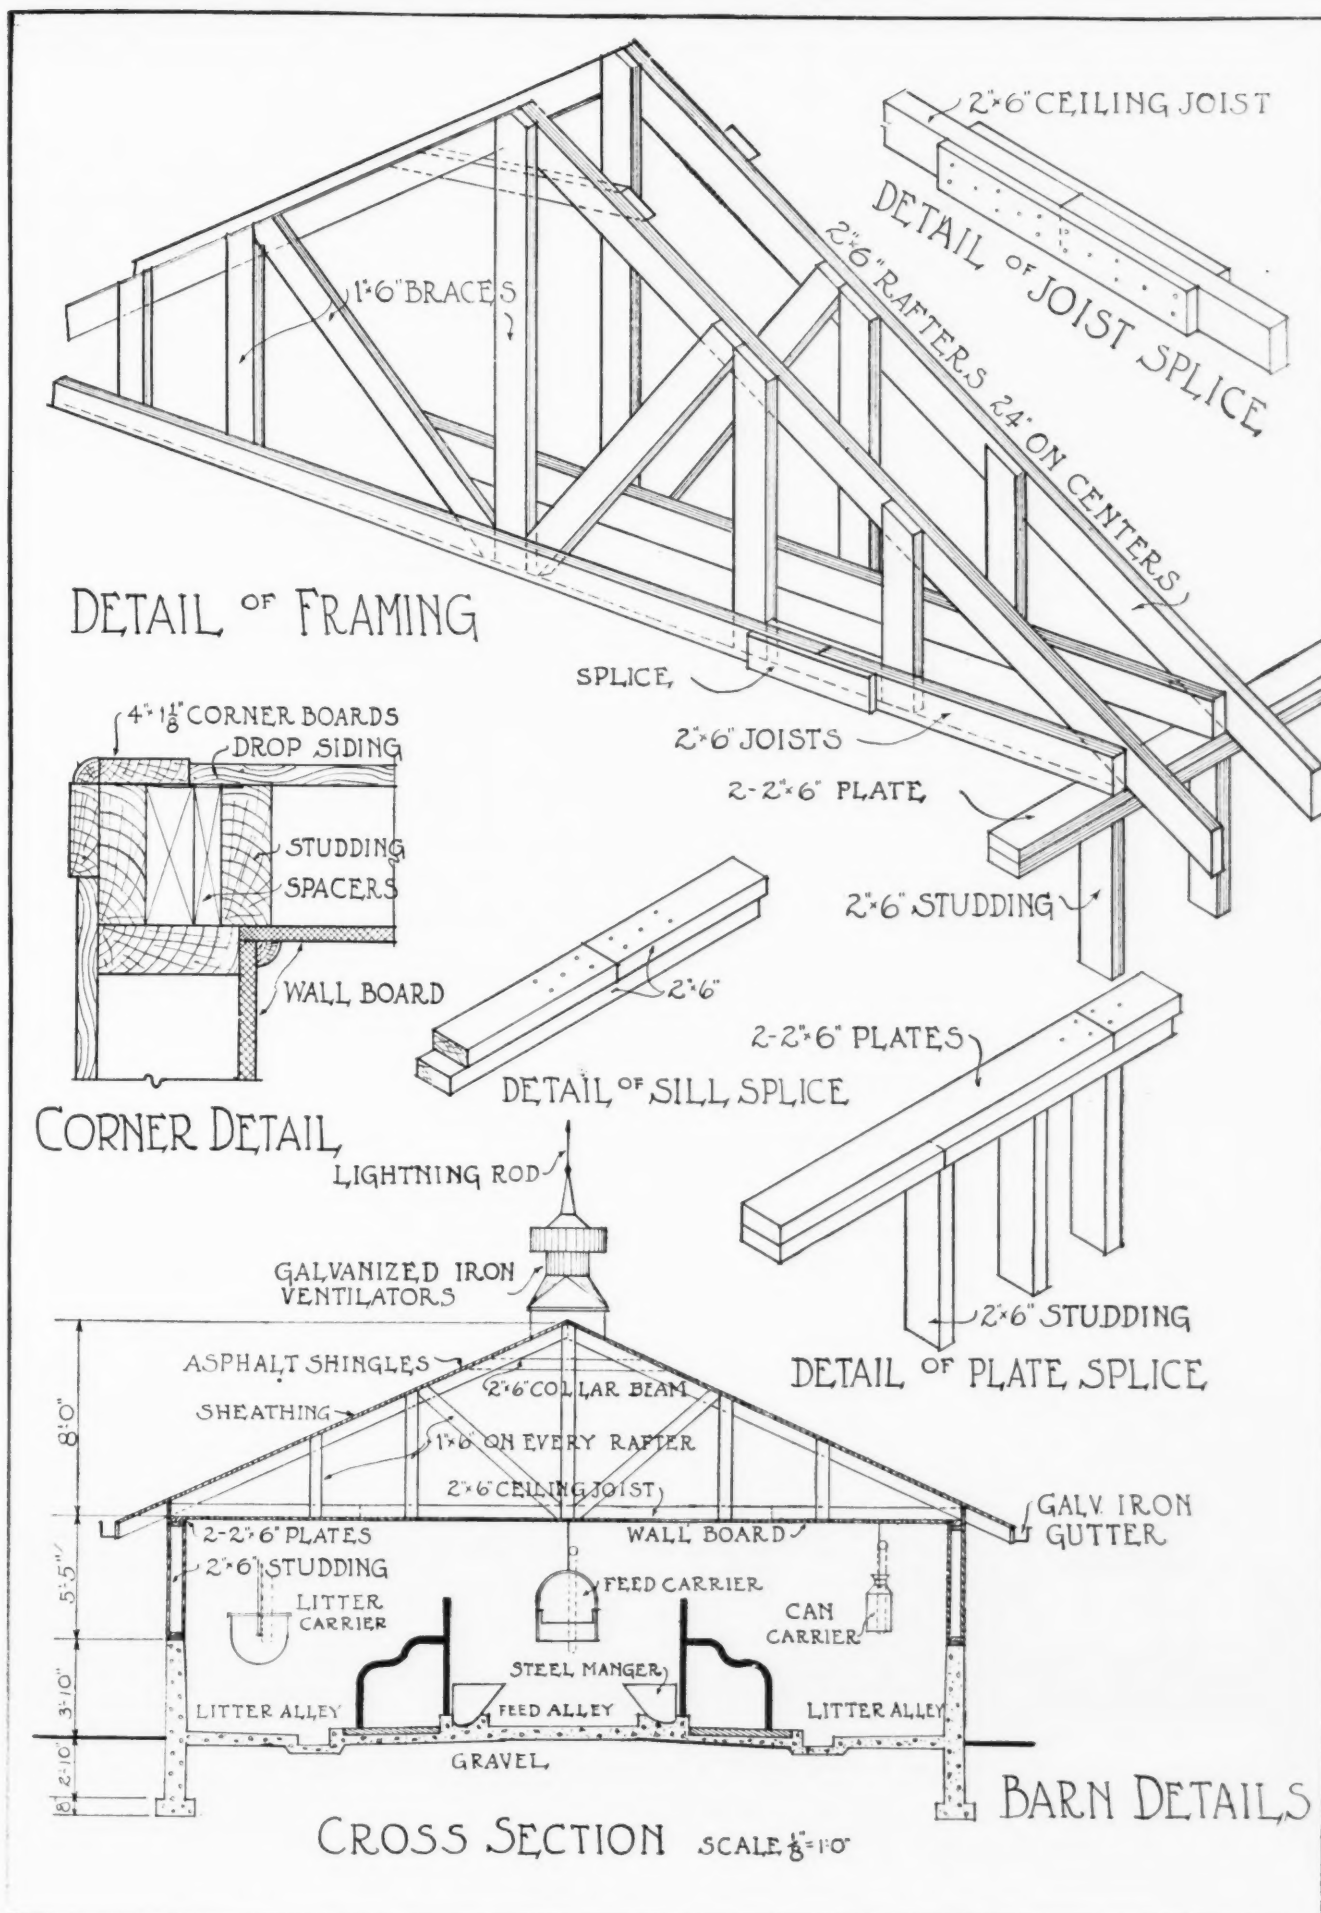 2"×6" CEILING JOIST
DETAIL OF JOIST SPLICE
1"×6" BRACES
2"×6" RAFTERS 24" ON CENTERS
DETAIL OF FRAMING
SPLICE
2"×6" JOISTS
2-2"×6" PLATE
2"×6" STUDDING
4"×1 1/8" CORNER BOARDS
DROP SIDING
STUDDING
SPACERS
WALL BOARD
CORNER DETAIL
2"×6"
DETAIL OF SILL SPLICE
2-2"×6" PLATES
2"×6" STUDDING
DETAIL OF PLATE SPLICE
LIGHTNING ROD
GALVANIZED IRON
VENTILATORS
ASPHALT SHINGLES
2"×6" COLLAR BEAM
SHEATHING
1"×6" ON EVERY RAFTER
2"×6" CEILING JOIST
8'-0"
2-2"×6" PLATES
WALL BOARD
GALV. IRON
GUTTER
2"×6" STUDDING
5'-5"
LITTER
CARRIER
FEED CARRIER
CAN
CARRIER
STEEL MANGER
3'-10"
LITTER ALLEY
FEED ALLEY
LITTER ALLEY
GRAVEL
2'-10"
8"
BARN DETAILS
CROSS SECTION SCALE 1/8"=1'-0"